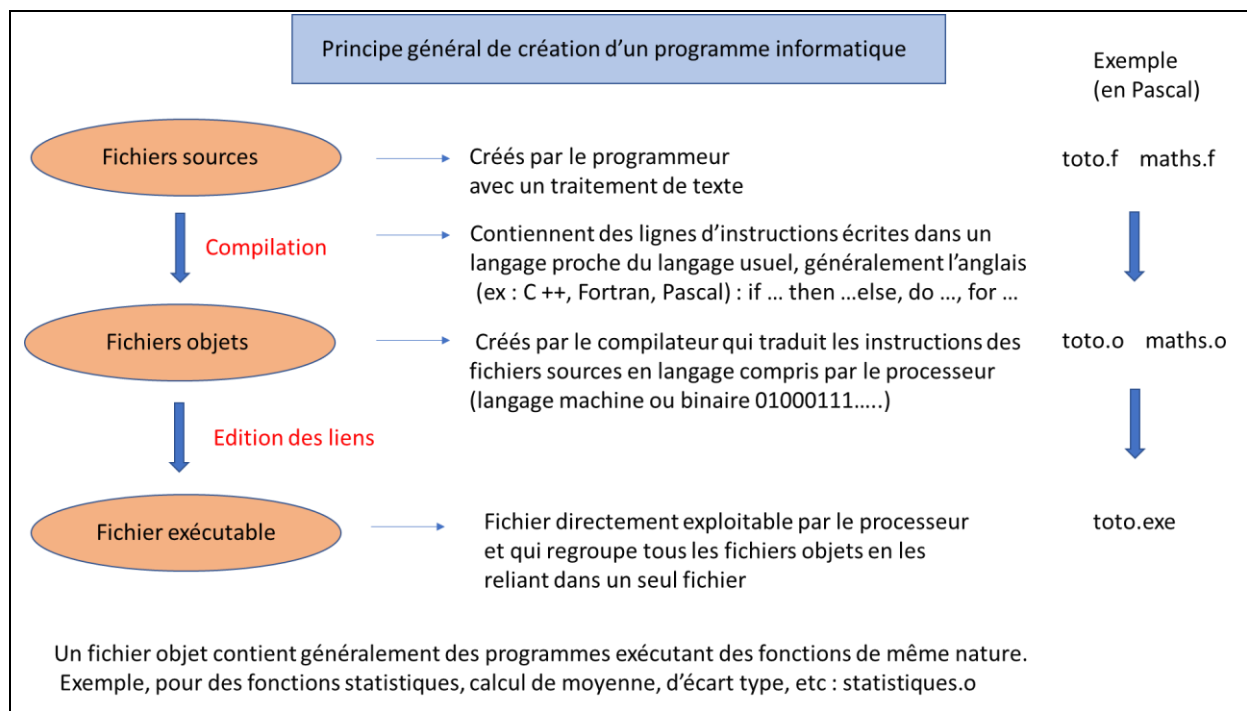 Principe général de création d'un programme informatique
Exemple
(en Pascal)
Fichiers sources
Créés par le programmeur
avec un traitement de texte
toto.f maths.f
Compilation
Contiennent des lignes d'instructions écrites dans un
langage proche du langage usuel, généralement l'anglais
(ex : C ++, Fortran, Pascal) : if ... then ...else, do ..., for ...
Fichiers objets
Créés par le compilateur qui traduit les instructions des
fichiers sources en langage compris par le processeur
(langage machine ou binaire 01000111.....)
toto.o maths.o
Edition des liens
Fichier exécutable
Fichier directement exploitable par le processeur
et qui regroupe tous les fichiers objets en les
reliant dans un seul fichier
toto.exe
Un fichier objet contient généralement des programmes exécutant des fonctions de même nature.
Exemple, pour des fonctions statistiques, calcul de moyenne, d'écart type, etc : statistiques.o